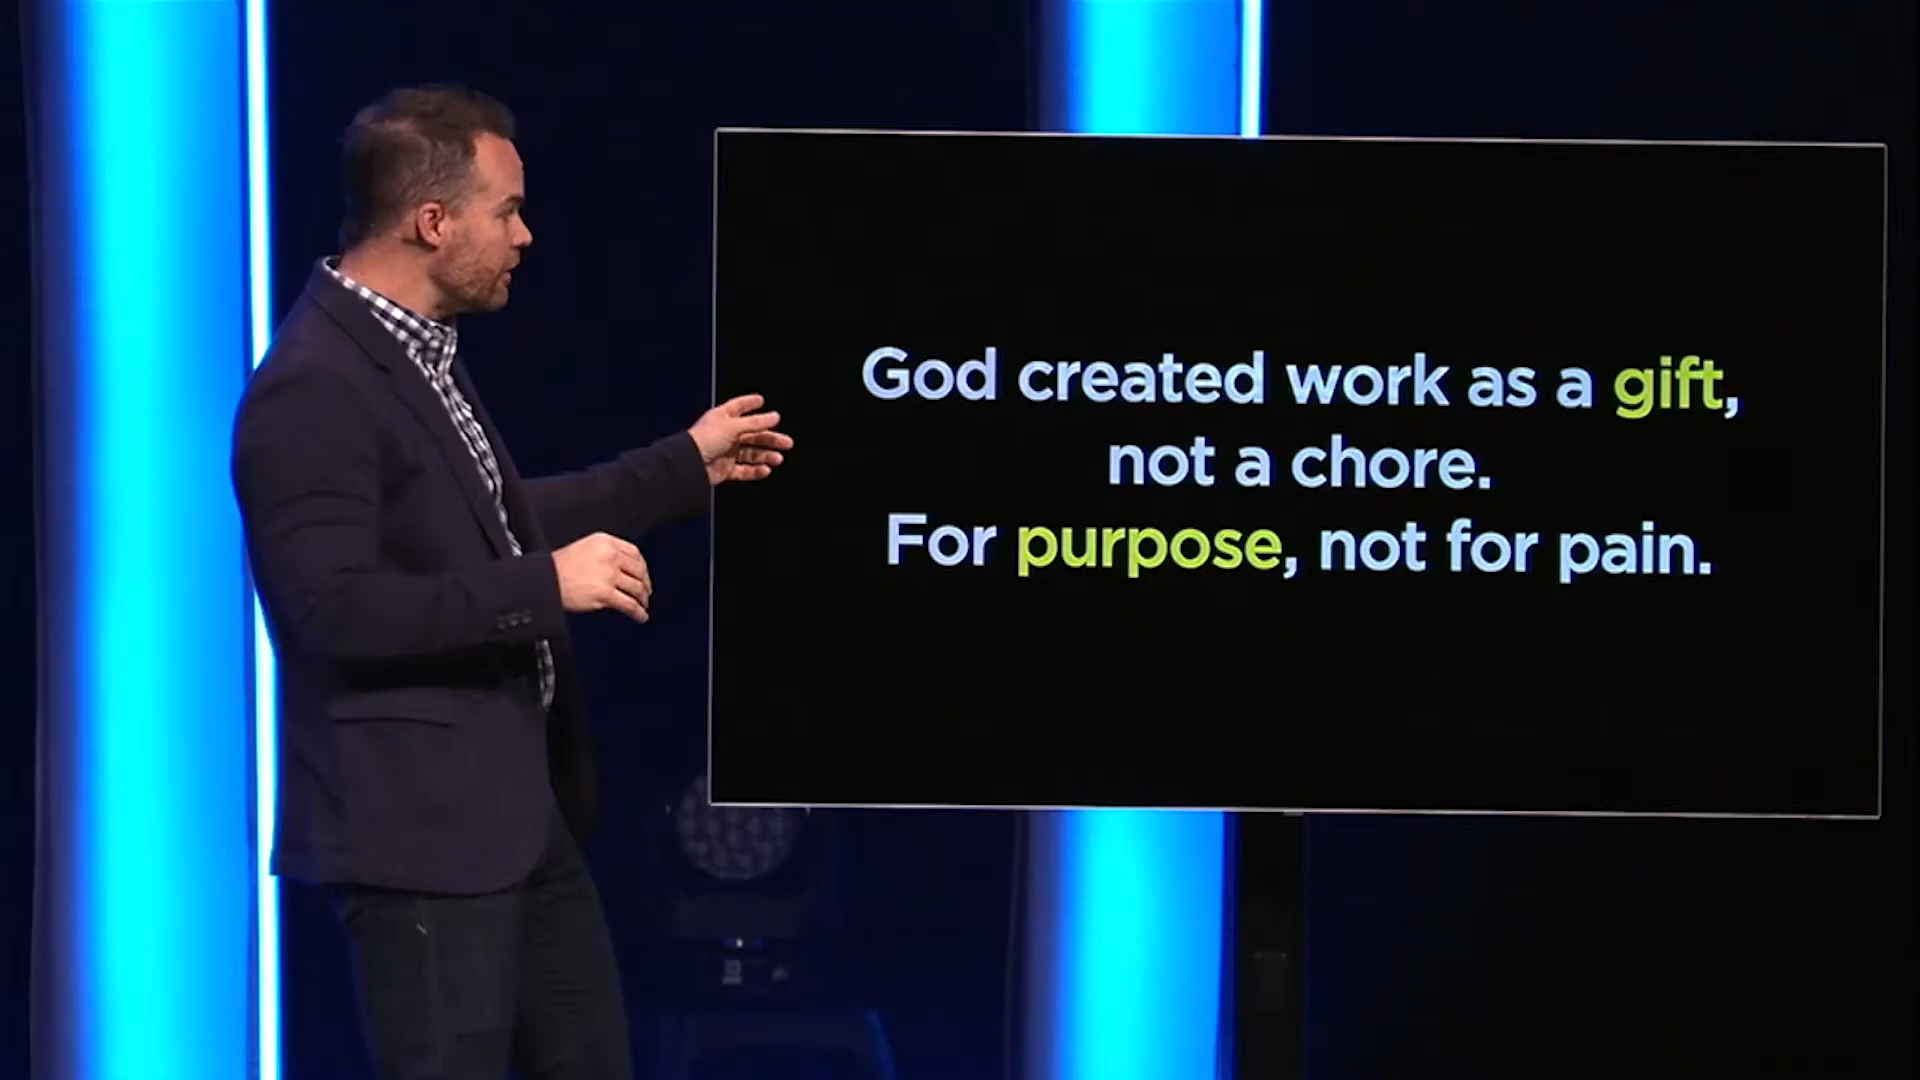 God created work as a gift,
not a chore.
For purpose, not for pain.